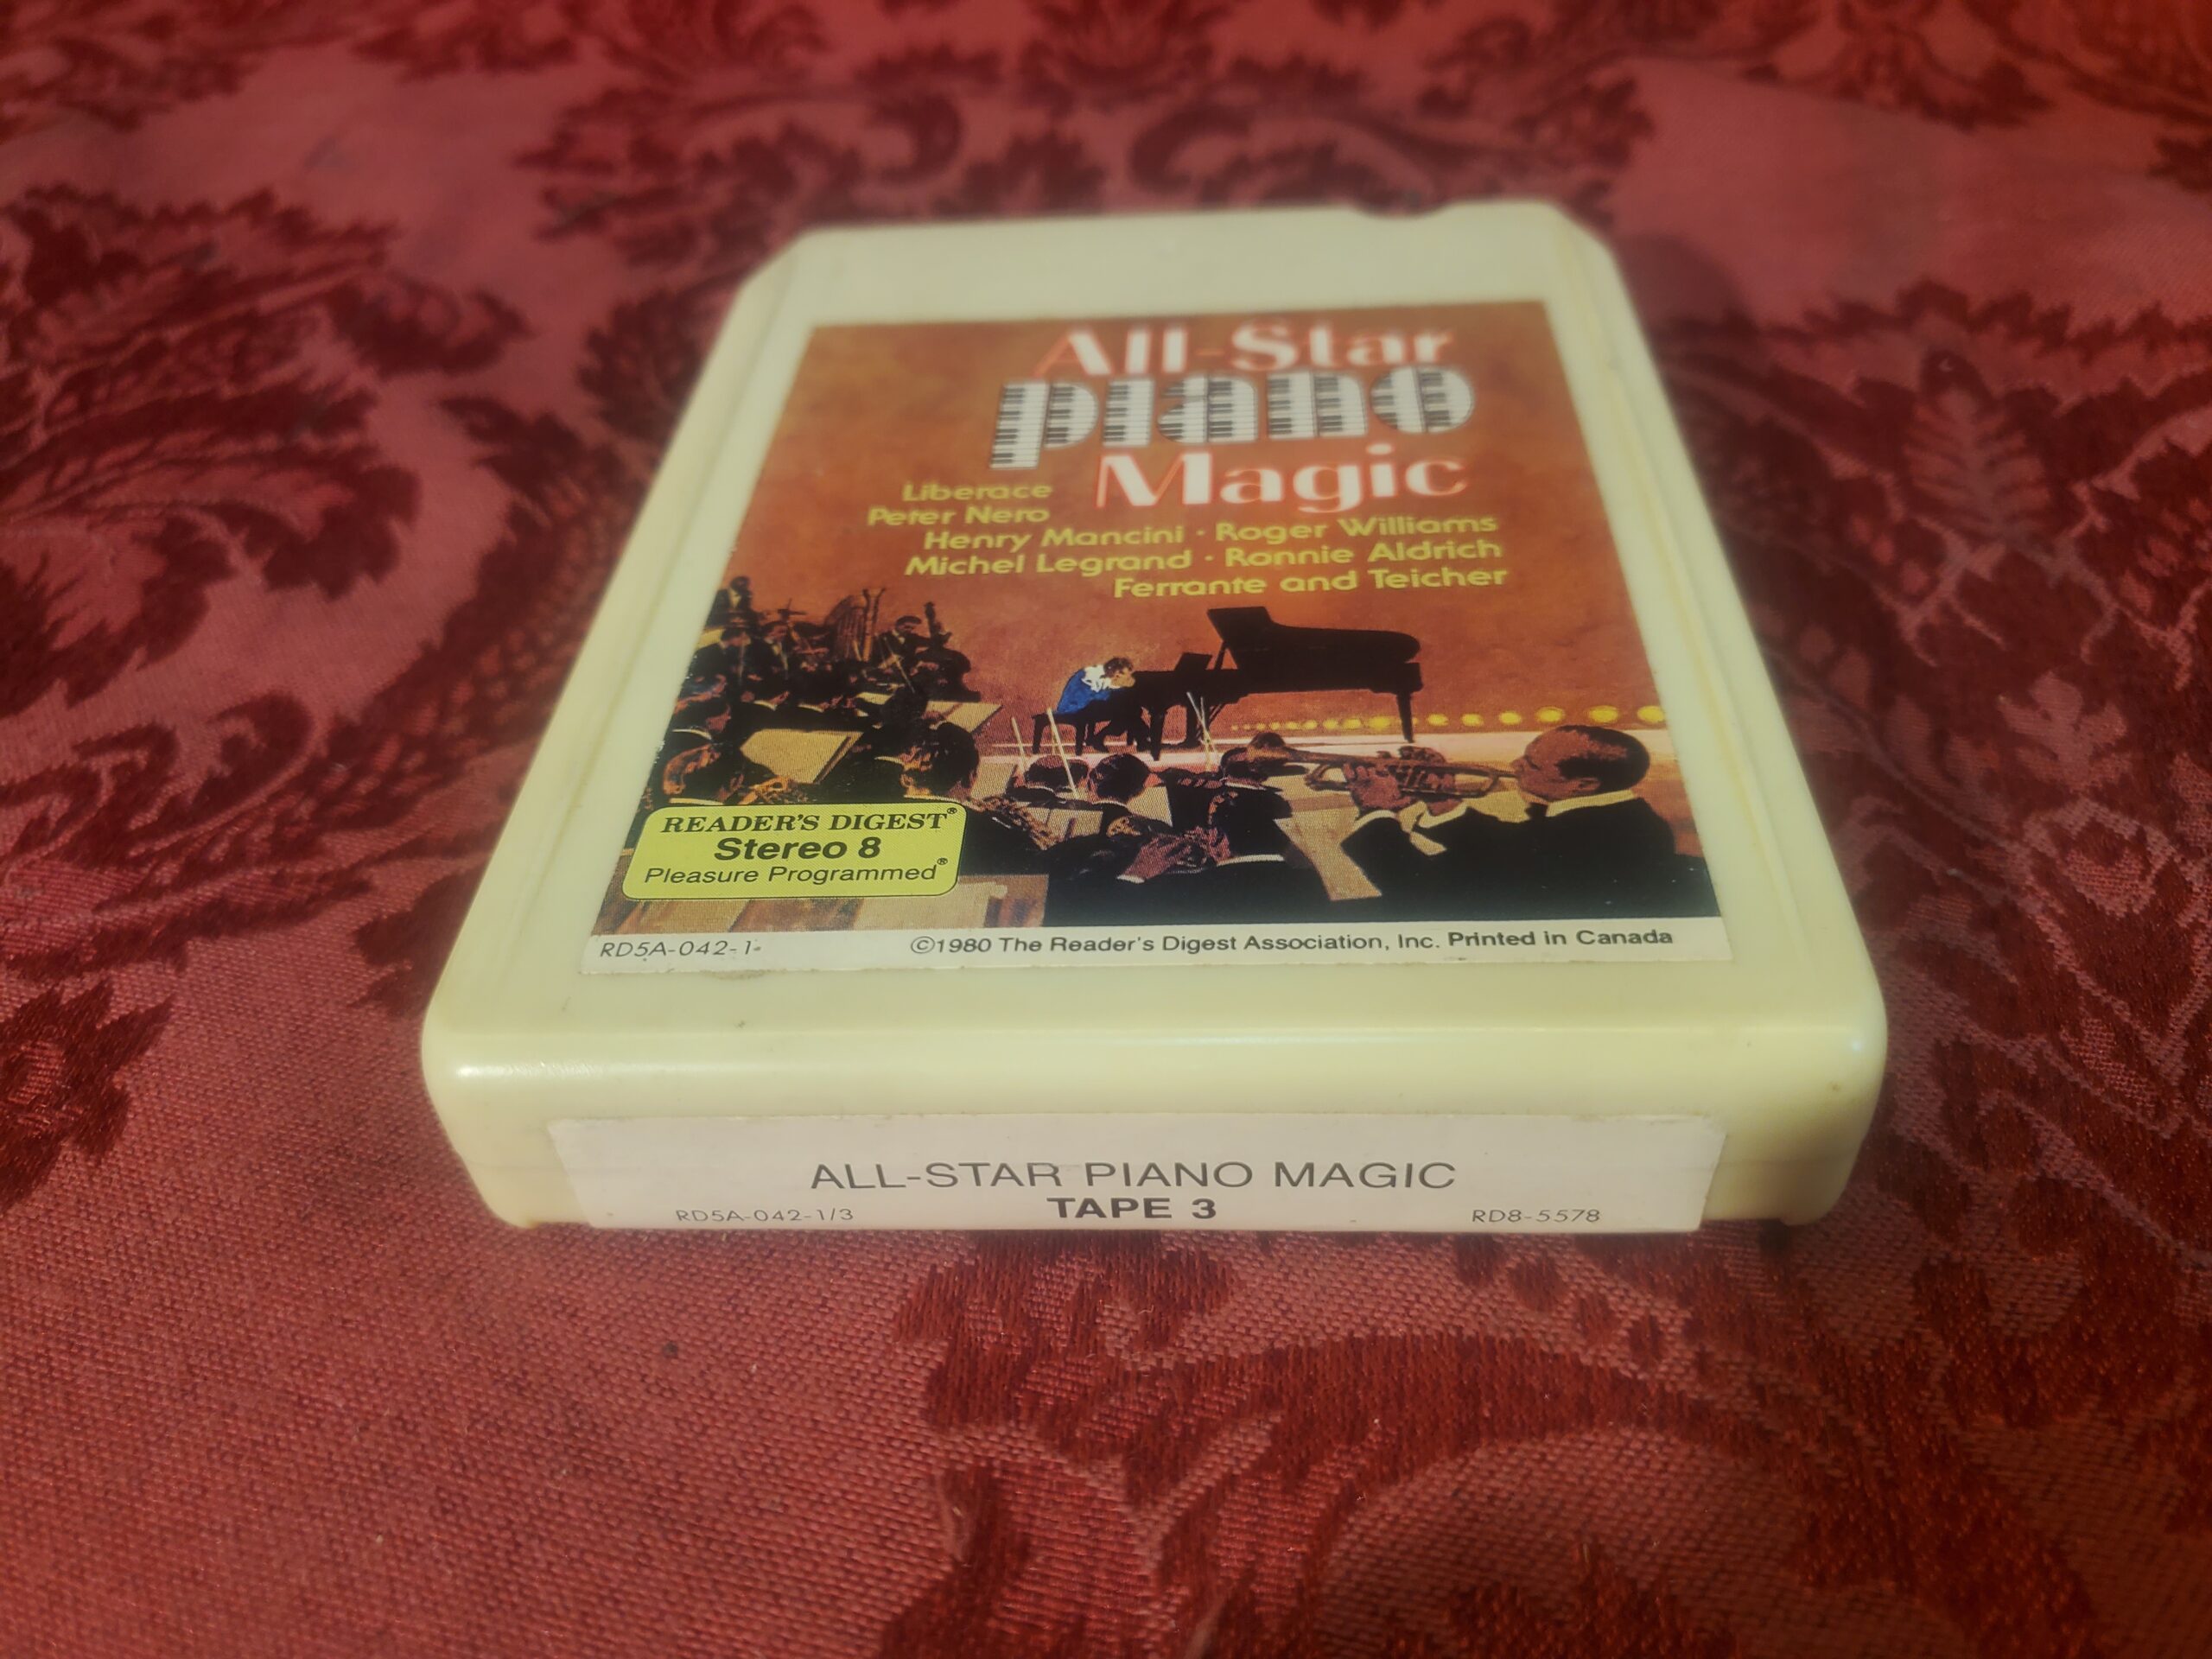 All-Star
piano
Magic
Liberace
Peter Nero
Henry Mancini · Roger Williams
Michel Legrand · Ronnie Aldrich
Ferrante and Teicher
READER'S DIGEST®
Stereo 8
Pleasure Programmed®
RD5A-042-1
©1980 The Reader's Digest Association, Inc. Printed in Canada
ALL-STAR PIANO MAGIC
RD5A-042-1/3 TAPE 3 RD8-5578